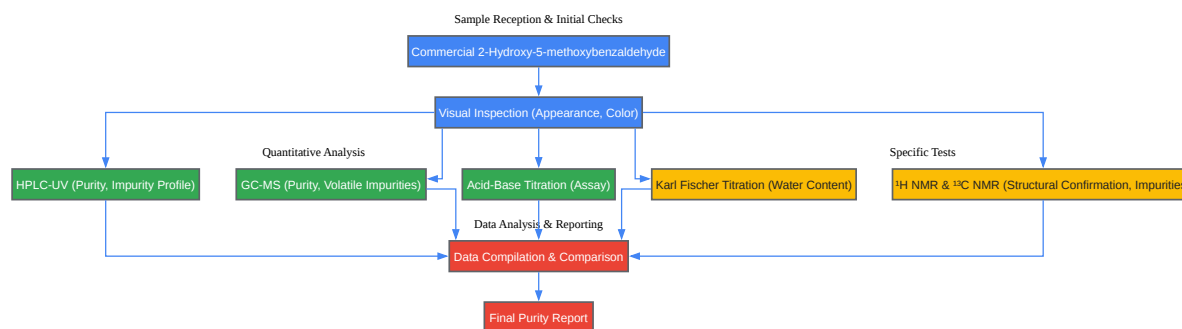 Sample Reception & Initial Checks
Commercial 2-Hydroxy-5-methoxybenzaldehyde
Visual Inspection (Appearance, Color)
Quantitative Analysis
Specific Tests
HPLC-UV (Purity, Impurity Profile)
GC-MS (Purity, Volatile Impurities)
Acid-Base Titration (Assay)
Karl Fischer Titration (Water Content)
¹H NMR & ¹³C NMR (Structural Confirmation, Impurities
Data Analysis & Reporting
Data Compilation & Comparison
Final Purity Report